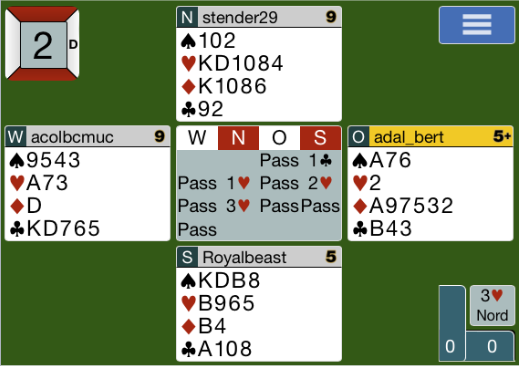 2 D
N stender29 9
♠102
♥KD1084
♦K1086
♣92
W acolbcmuc 9
♠9543
♥A73
♦D
♣KD765
W N O S
Pass 1♣
Pass 1♥ Pass 2♥
Pass 3♥ Pass Pass
Pass
O adal_bert 5+
♠A76
♥2
♦A97532
♣B43
S Royalbeast 5
♠KDB8
♥B965
♦B4
♣A108
3♥
Nord
0 0